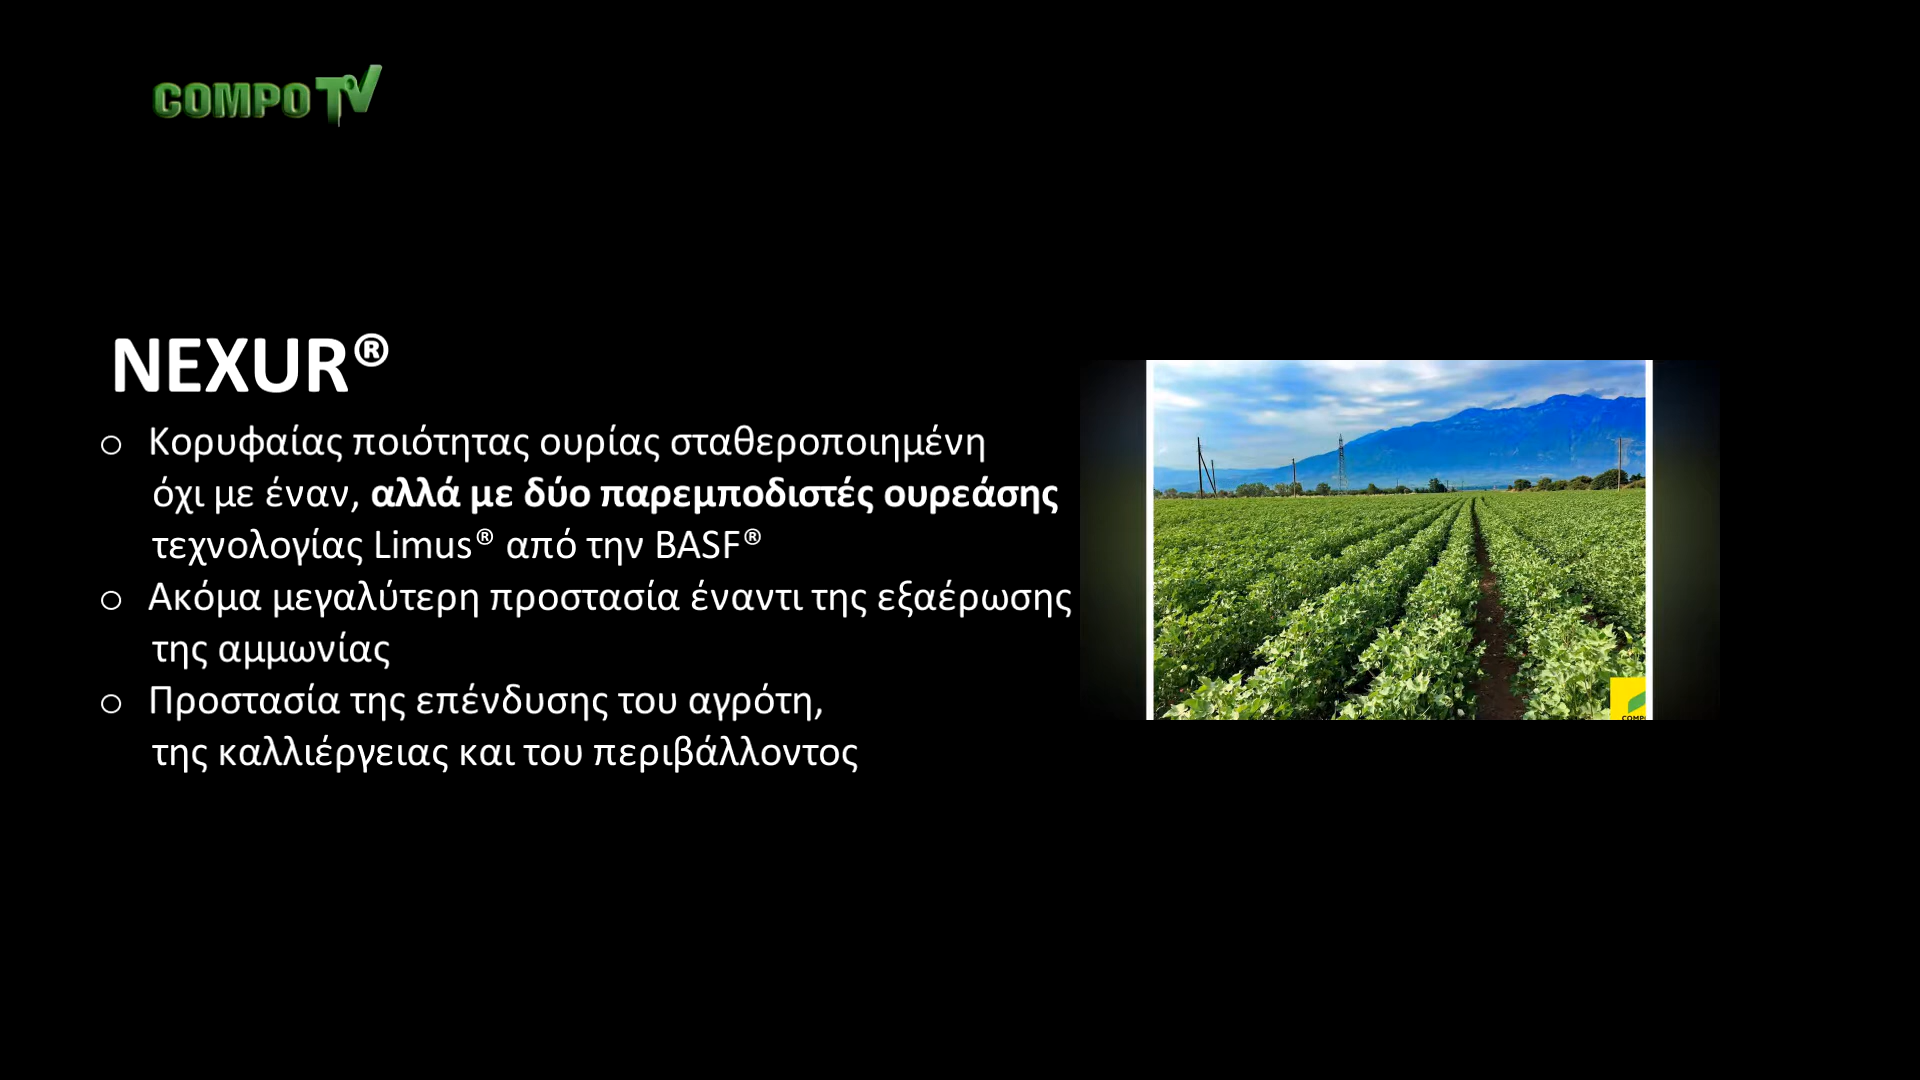 COMPO TV
NEXUR®
o Κορυφαίας ποιότητας ουρίας σταθεροποιημένη
όχι με έναν, αλλά με δύο παρεμποδιστές ουρεάσης
τεχνολογίας Limus® από την BASF®
o Ακόμα μεγαλύτερη προστασία έναντι της εξαέρωσης
της αμμωνίας
o Προστασία της επένδυσης του αγρότη,
της καλλιέργειας και του περιβάλλοντος